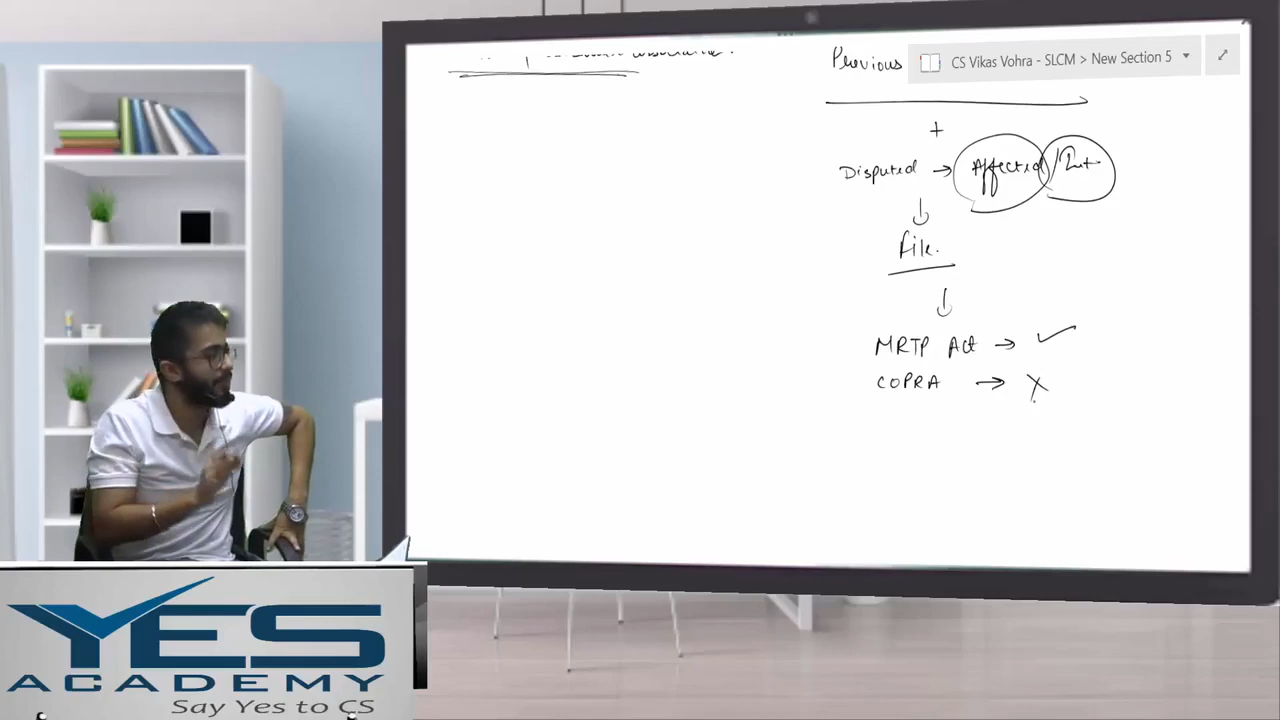 Previous
CS Vikas Vohra - SLCM > New Section 5
+
Disputed → Affected
File.
MRTP Act → ✓
COPRA → X
YES
ACADEMY
Say Yes to CS